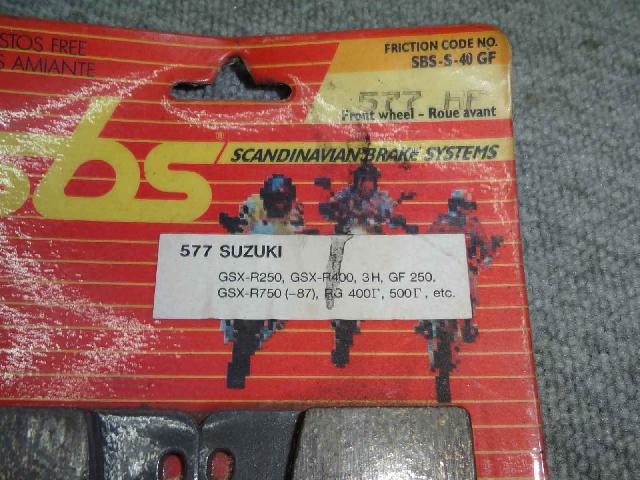 STOS FREE
S AMIANTE
FRICTION CODE NO.
SBS-S-40 GF
577 HF
Front wheel - Roue avant
sbs®
SCANDINAVIAN BRAKE SYSTEMS
577 SUZUKI
GSX-R250, GSX-R400, 3H, GF 250,
GSX-R750 (-87), RG 400Γ, 500Γ, etc.